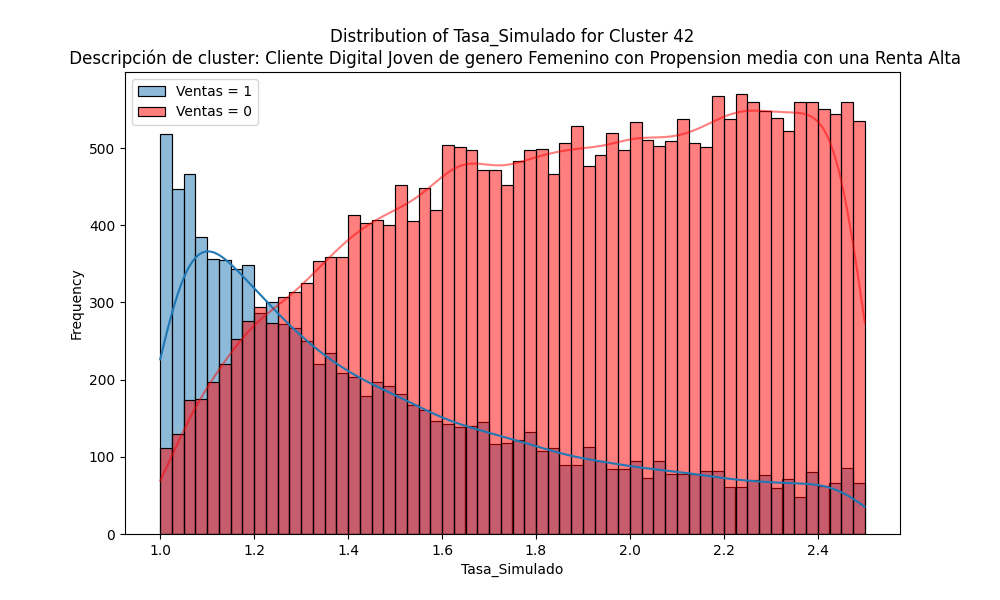 Distribution of Tasa_Simulado for Cluster 42
Descripción de cluster: Cliente Digital Joven de genero Femenino con Propension media con una Renta Alta
Ventas = 1
Ventas = 0
Frequency
500
400
300
200
100
0
1.0 1.2 1.4 1.6 1.8 2.0 2.2 2.4
Tasa_Simulado